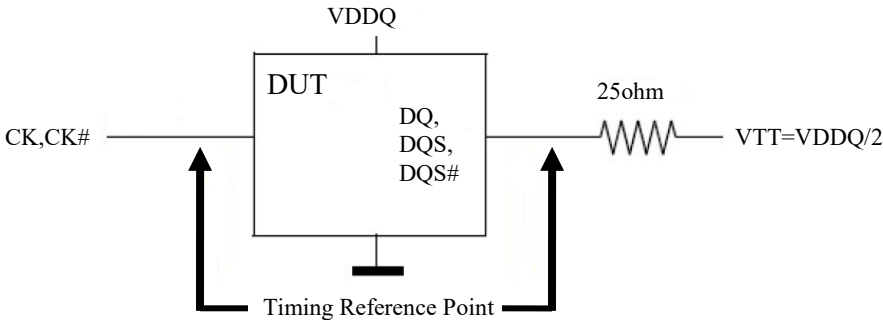 VDDQ
DUT
25ohm
DQ,
CK,CK#
DQS,
VTT=VDDQ/2
DQS#
Timing Reference Point